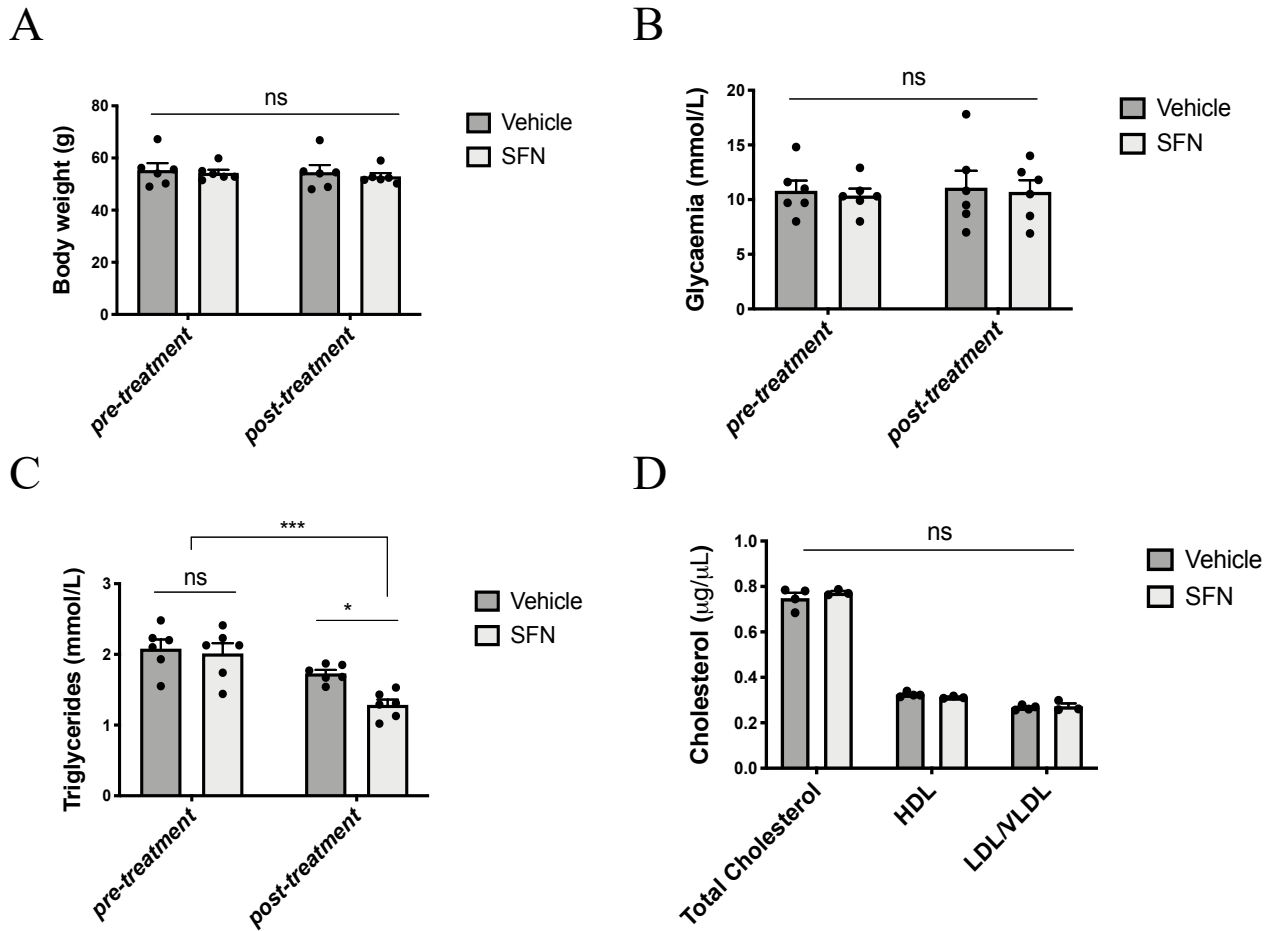 A
ns
Body weight (g)
80
60
40
20
0
pre-treatment
post-treatment
Vehicle
SFN
B
ns
Glycaemia (mmol/L)
20
15
10
5
0
pre-treatment
post-treatment
Vehicle
SFN
C
***
ns
*
Triglycerides (mmol/L)
3
2
1
0
pre-treatment
post-treatment
Vehicle
SFN
D
ns
Cholesterol (µg/µL)
1.0
0.8
0.6
0.4
0.2
0.0
Total Cholesterol
HDL
LDL/VLDL
Vehicle
SFN